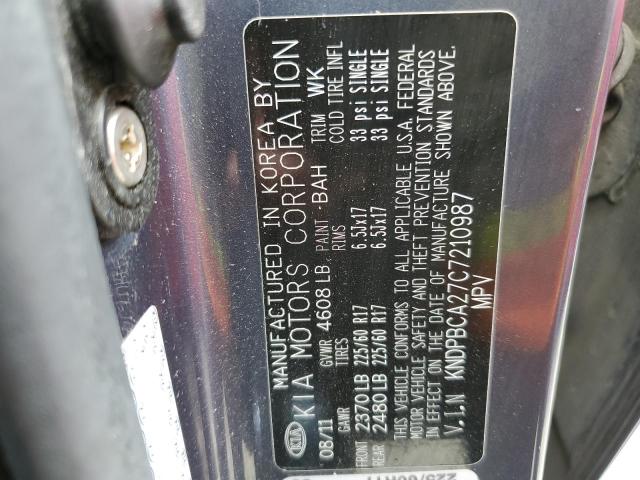 MANUFACTURED IN KOREA BY
KIA KIA MOTORS CORPORATION
08/11 GVWR 4608 LB PAINT BAH TRIM WK
GAWR TIRES RIMS COLD TIRE INFL
FRONT 2370 LB 225/60 R17 6.5Jx17 33 psi SINGLE
REAR 2480 LB 225/60 R17 6.5Jx17 33 psi SINGLE
THIS VEHICLE CONFORMS TO ALL APPLICABLE U.S.A. FEDERAL
MOTOR VEHICLE SAFETY AND THEFT PREVENTION STANDARDS
IN EFFECT ON THE DATE OF MANUFACTURE SHOWN ABOVE.
V.I.N KNDPBCA27C7210987
MPV